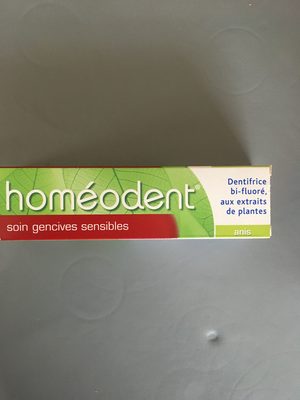 homéodent®
soin gencives sensibles
Dentifrice
bi-fluoré,
aux extraits
de plantes
anis